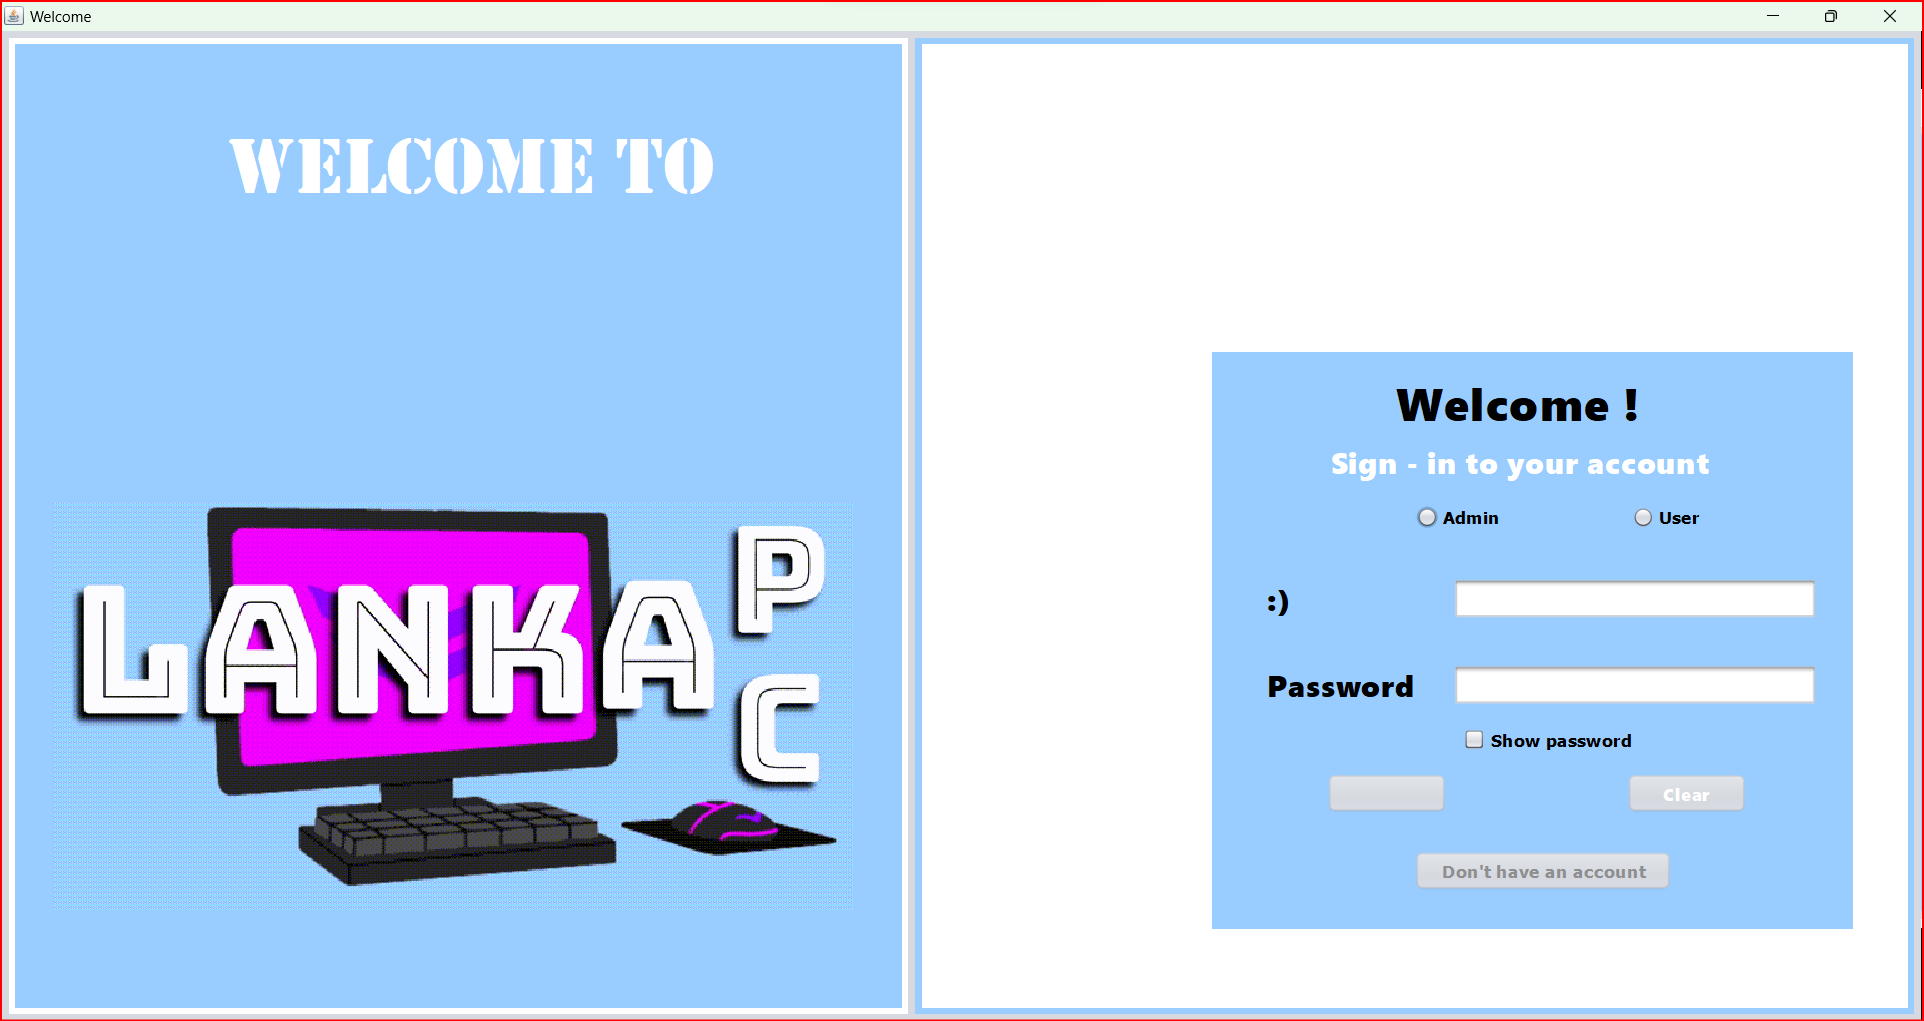 Welcome
WELCOME TO
LANKA
PC
Welcome !
Sign - in to your account
Admin
User
:)
Password
Show password
Clear
Don't have an account